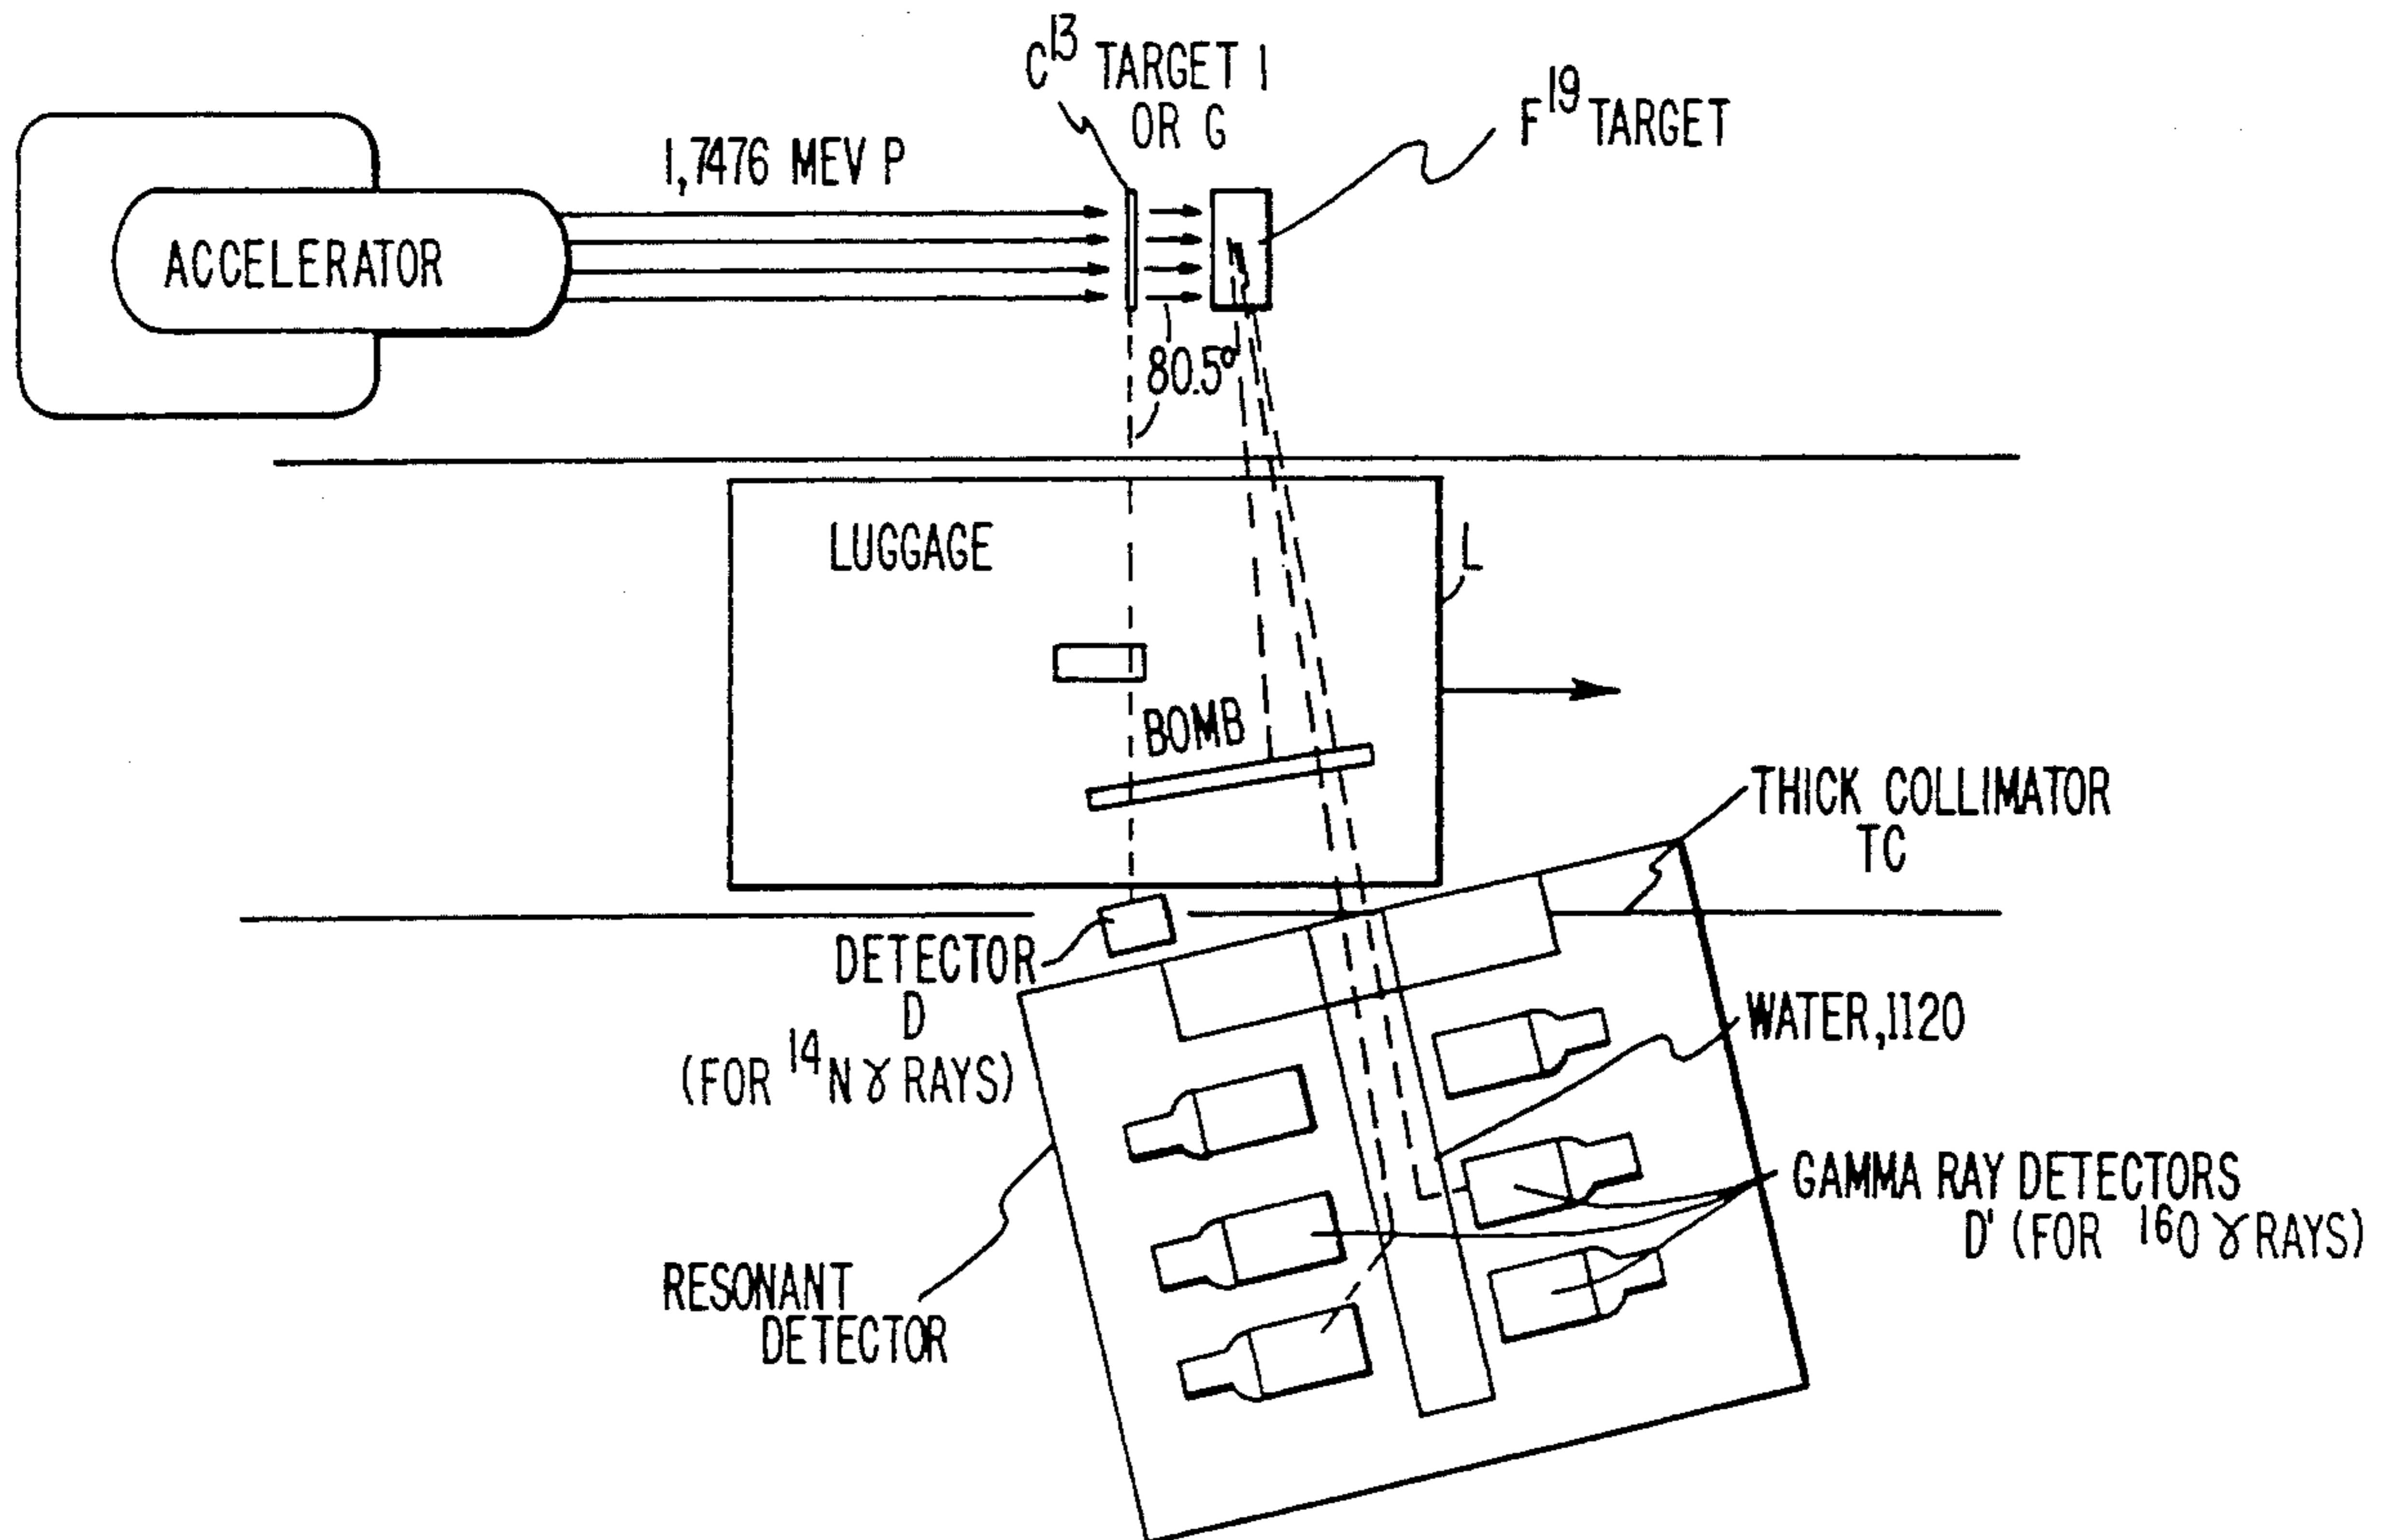 C13 TARGET I
OR G
F19 TARGET
1,7476 MEV P
ACCELERATOR
80.5°
LUGGAGE
L
BOMB
THICK COLLIMATOR
TC
DETECTOR
D
(FOR 14N γ RAYS)
WATER, II20
GAMMA RAY DETECTORS
D' (FOR 16O γ RAYS)
RESONANT
DETECTOR